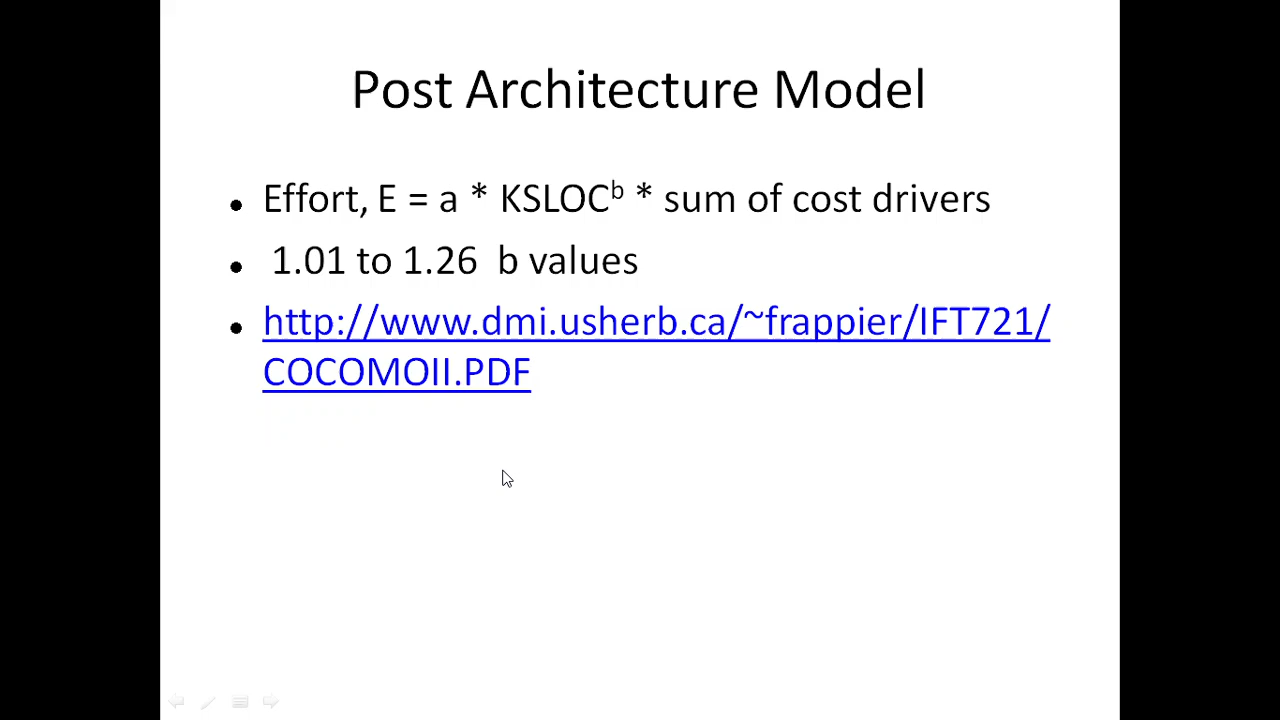 Post Architecture Model
• Effort, E = a * KSLOCᵇ * sum of cost drivers
• 1.01 to 1.26 b values
• http://www.dmi.usherb.ca/~frappier/IFT721/
COCOMOII.PDF